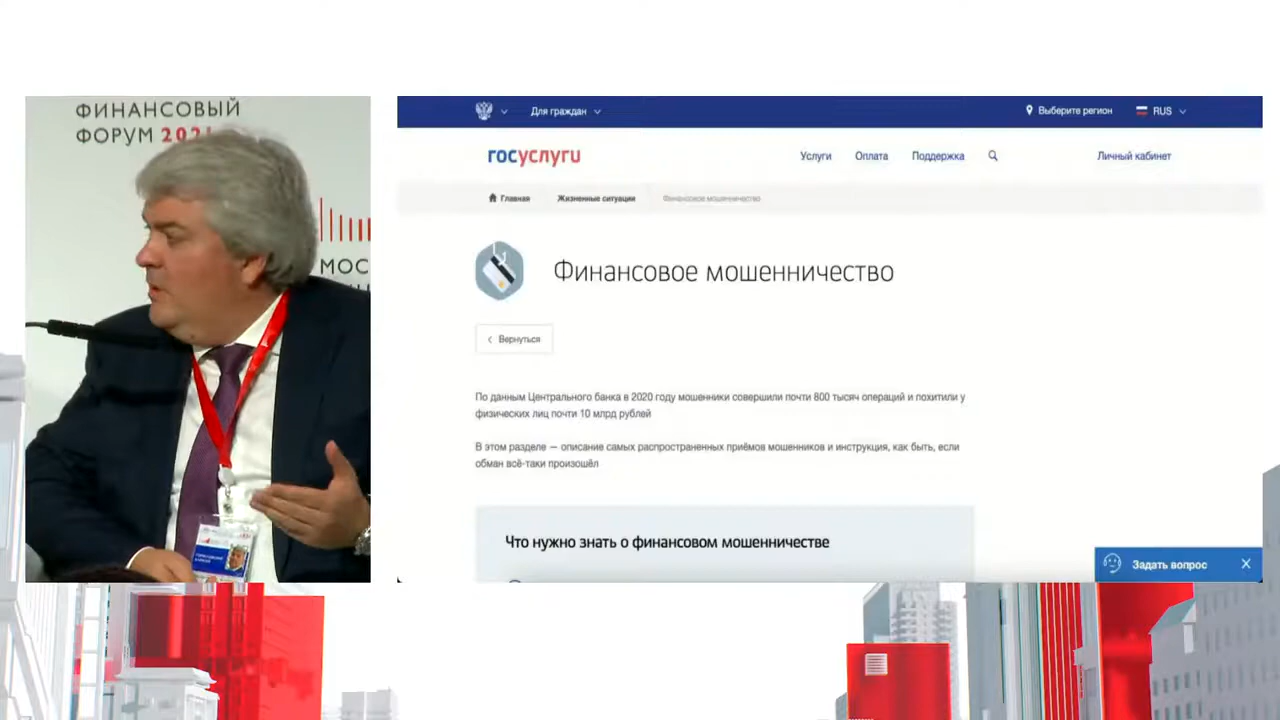 ФИНАНСОВЫЙ
ФОРУМ 202
МОС
Для граждан
Выберите регион
RUS
госуслуги
Услуги
Оплата
Поддержка
Личный кабинет
Главная
Жизненные ситуации
Финансовое мошенничество
Финансовое мошенничество
Вернуться
По данным Центрального банка в 2020 году мошенники совершили почти 800 тысяч операций и похитили у
физических лиц почти 10 млрд рублей
В этом разделе — описание самых распространенных приёмов мошенников и инструкция, как быть, если
обман всё-таки произошёл
Что нужно знать о финансовом мошенничестве
Задать вопрос